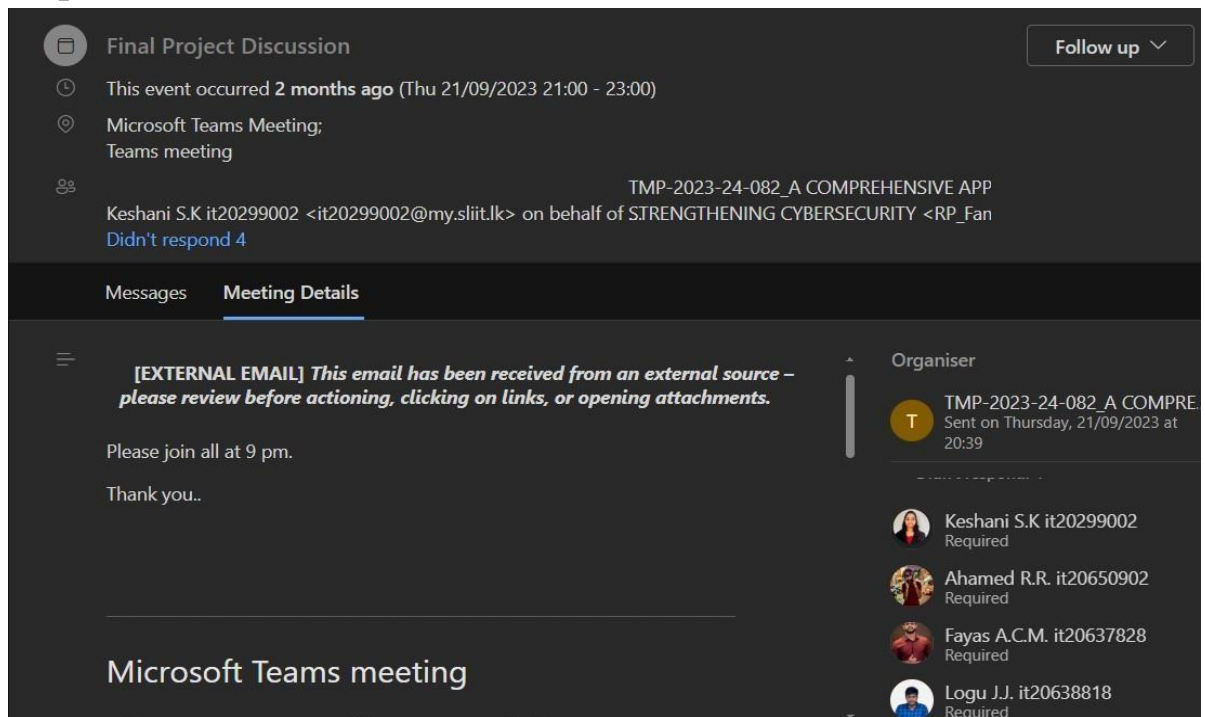 Final Project Discussion
Follow up
This event occurred 2 months ago (Thu 21/09/2023 21:00 - 23:00)
Microsoft Teams Meeting;
Teams meeting
TMP-2023-24-082_A COMPREHENSIVE APP
Keshani S.K it20299002 <it20299002@my.sliit.lk> on behalf of STRENGTHENING CYBERSECURITY <RP_Fan
Didn't respond 4
Messages Meeting Details
[EXTERNAL EMAIL] This email has been received from an external source –
please review before actioning, clicking on links, or opening attachments.
Please join all at 9 pm.
Thank you..
Microsoft Teams meeting
Organiser
T
TMP-2023-24-082_A COMPRE...
Sent on Thursday, 21/09/2023 at
20:39
Keshani S.K it20299002
Required
Ahamed R.R. it20650902
Required
Fayas A.C.M. it20637828
Required
Logu J.J. it20638818
Required